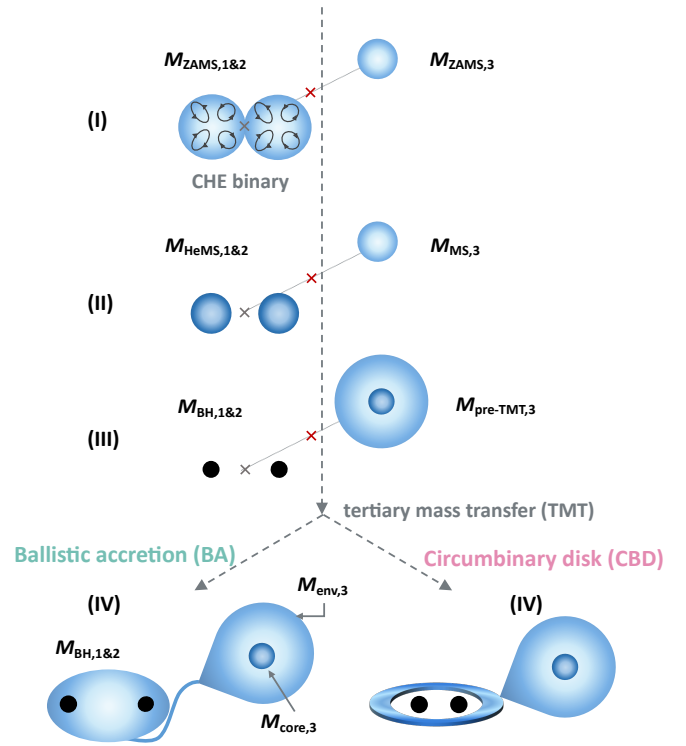 M_ZAMS,1&2
M_ZAMS,3
(I)
CHE binary
M_HeMS,1&2
M_MS,3
(II)
M_BH,1&2
M_pre-TMT,3
(III)
tertiary mass transfer (TMT)
Ballistic accretion (BA)
Circumbinary disk (CBD)
(IV)
M_env,3
(IV)
M_BH,1&2
M_core,3